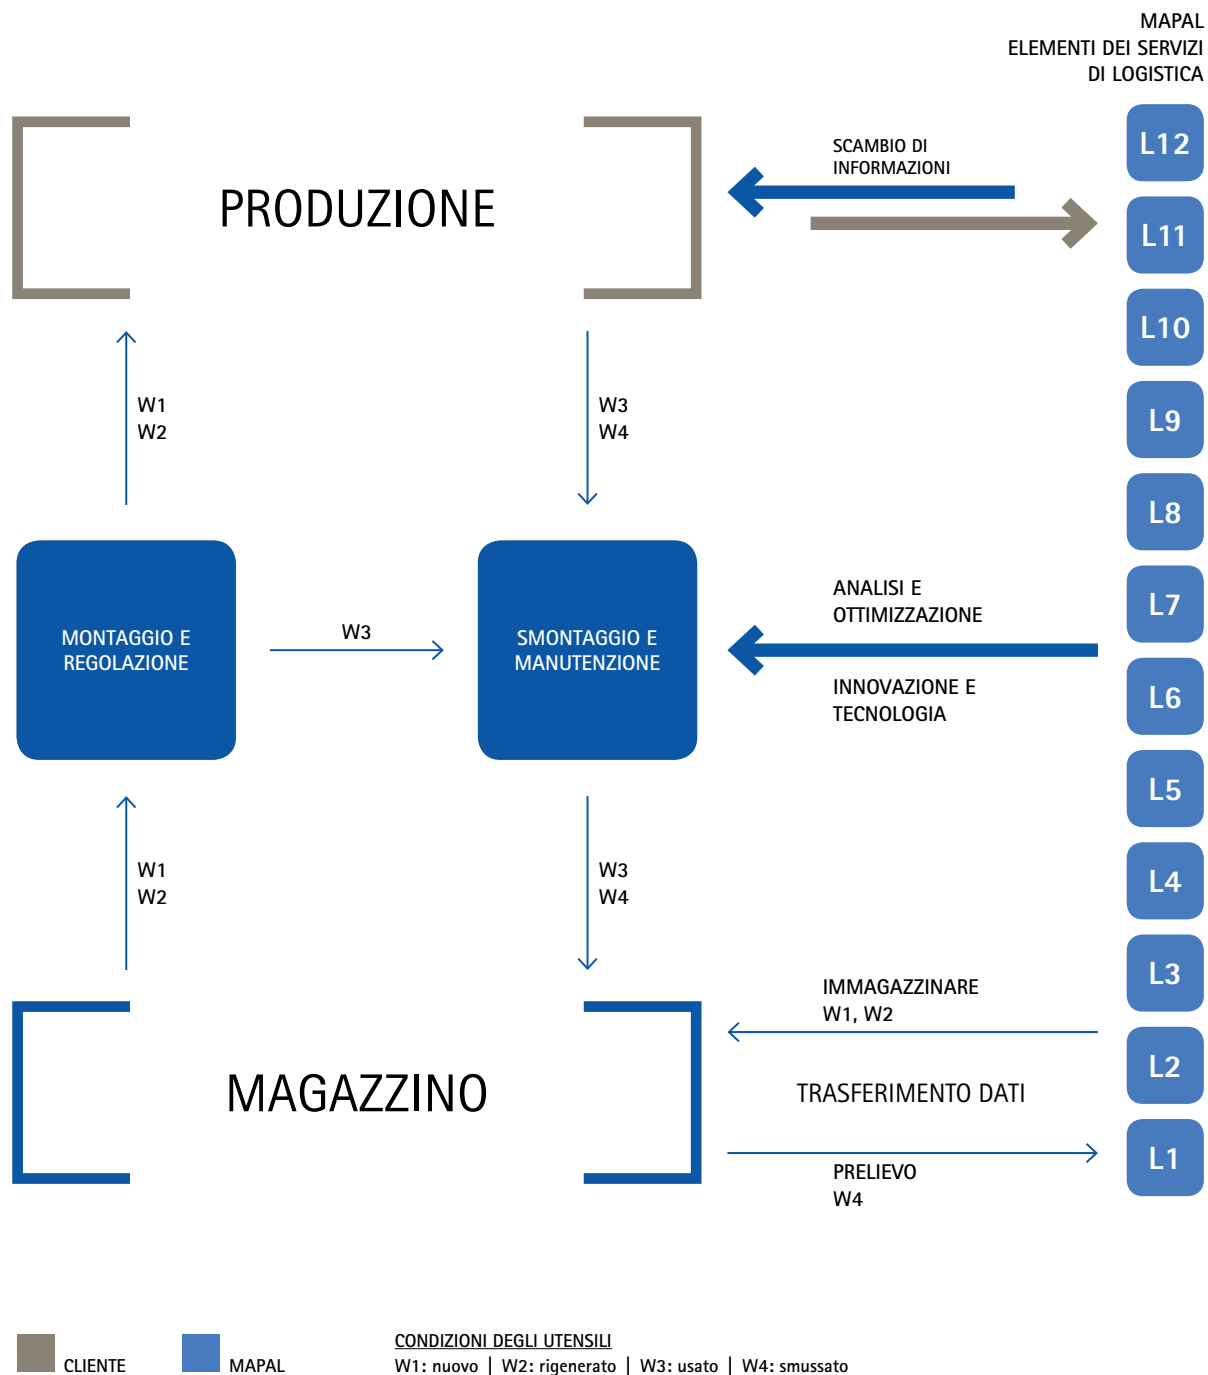 MAPAL
ELEMENTI DEI SERVIZI
DI LOGISTICA
L12
SCAMBIO DI
INFORMAZIONI
PRODUZIONE
L11
L10
W1
W2
W3
W4
L9
L8
ANALISI E
OTTIMIZZAZIONE
L7
MONTAGGIO E
REGOLAZIONE
W3
SMONTAGGIO E
MANUTENZIONE
INNOVAZIONE E
TECNOLOGIA
L6
L5
W1
W2
W3
W4
L4
L3
IMMAGAZZINARE
W1, W2
L2
MAGAZZINO
TRASFERIMENTO DATI
L1
PRELIEVO
W4
CLIENTE
MAPAL
CONDIZIONI DEGLI UTENSILI
W1: nuovo | W2: rigenerato | W3: usato | W4: smussato